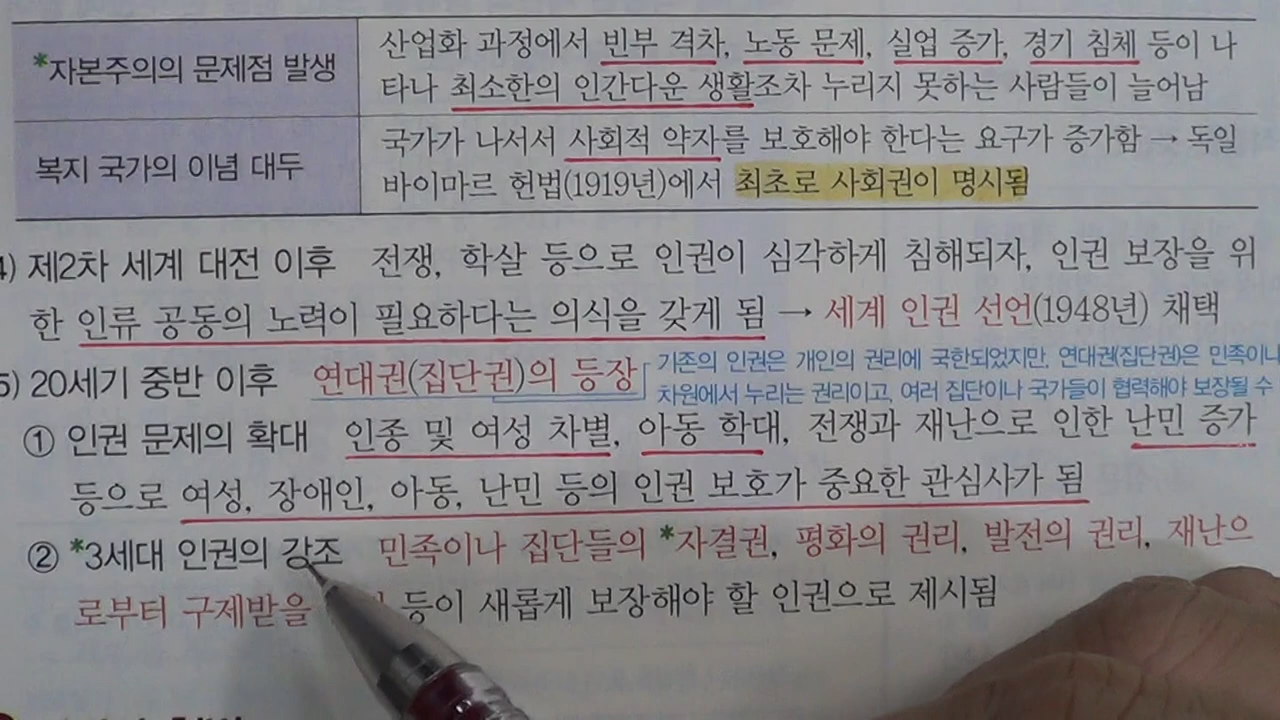 *자본주의의 문제점 발생
산업화 과정에서 빈부 격차, 노동 문제, 실업 증가, 경기 침체 등이 나
타나 최소한의 인간다운 생활조차 누리지 못하는 사람들이 늘어남
복지 국가의 이념 대두
국가가 나서서 사회적 약자를 보호해야 한다는 요구가 증가함 → 독일
바이마르 헌법(1919년)에서 최초로 사회권이 명시됨
4) 제2차 세계 대전 이후 전쟁, 학살 등으로 인권이 심각하게 침해되자, 인권 보장을 위
한 인류 공동의 노력이 필요하다는 의식을 갖게 됨 → 세계 인권 선언(1948년) 채택
5) 20세기 중반 이후 연대권(집단권)의 등장
기존의 인권은 개인의 권리에 국한되었지만, 연대권(집단권)은 민족이나
차원에서 누리는 권리이고, 여러 집단이나 국가들이 협력해야 보장될 수
① 인권 문제의 확대 인종 및 여성 차별, 아동 학대, 전쟁과 재난으로 인한 난민 증가
등으로 여성, 장애인, 아동, 난민 등의 인권 보호가 중요한 관심사가 됨
② *3세대 인권의 강조 민족이나 집단들의 *자결권, 평화의 권리, 발전의 권리, 재난으
로부터 구제받을 등이 새롭게 보장해야 할 인권으로 제시됨